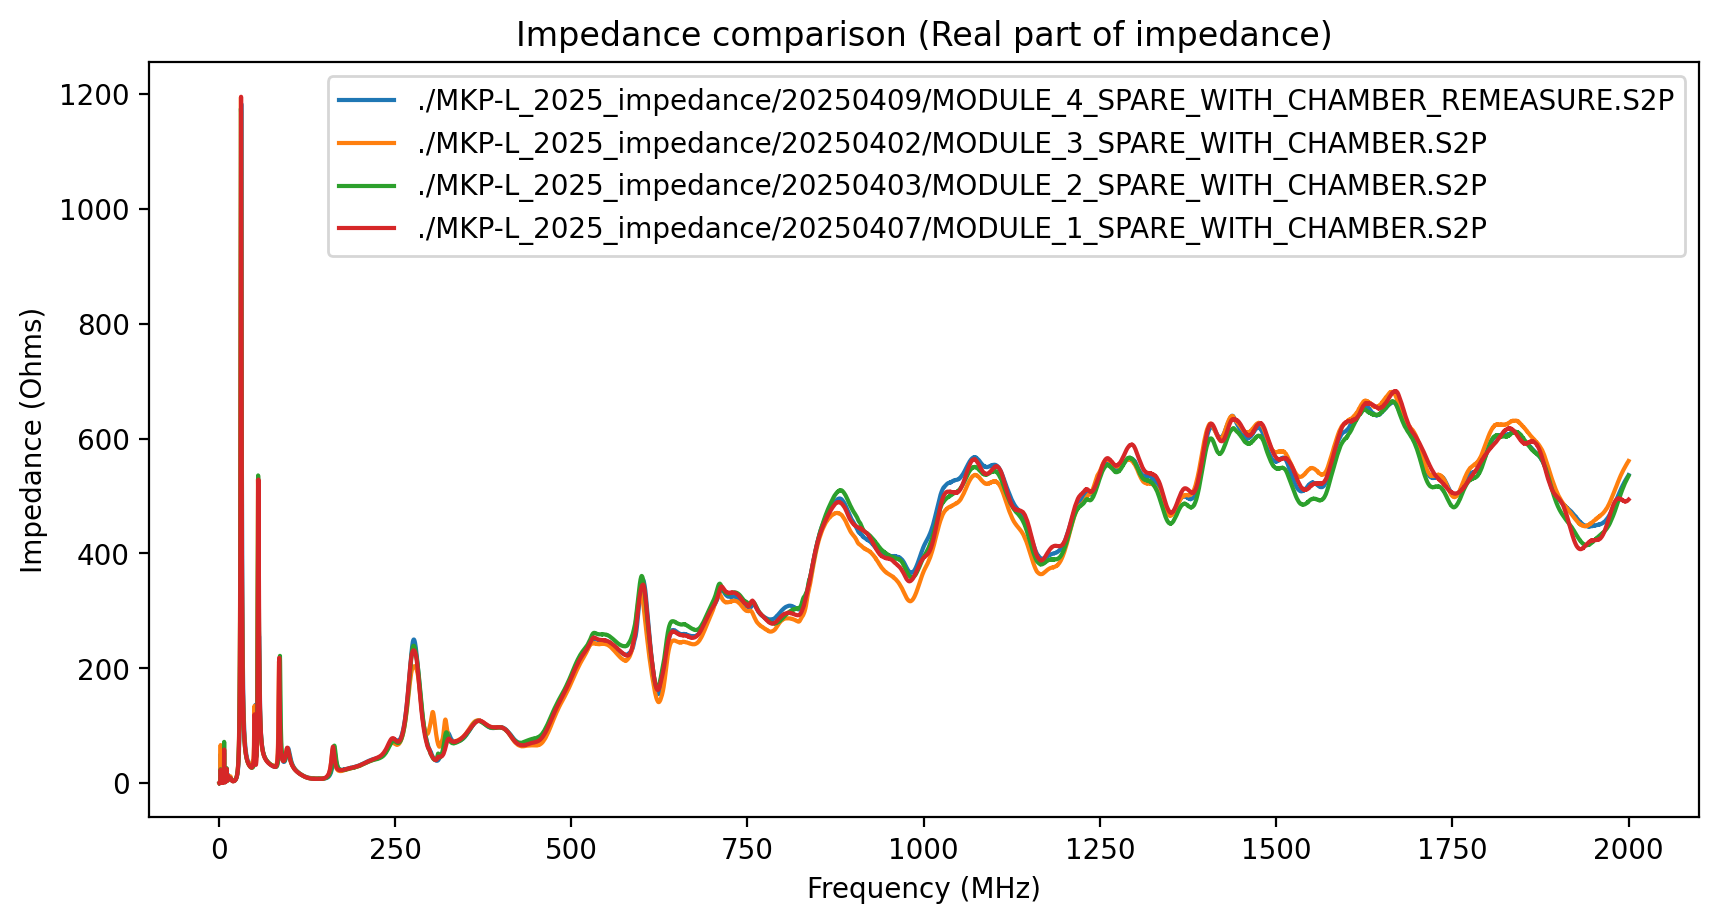 Impedance comparison (Real part of impedance)
./MKP-L_2025_impedance/20250409/MODULE_4_SPARE_WITH_CHAMBER_REMEASURE.S2P
./MKP-L_2025_impedance/20250402/MODULE_3_SPARE_WITH_CHAMBER.S2P
./MKP-L_2025_impedance/20250403/MODULE_2_SPARE_WITH_CHAMBER.S2P
./MKP-L_2025_impedance/20250407/MODULE_1_SPARE_WITH_CHAMBER.S2P
Impedance (Ohms)
1200
1000
800
600
400
200
0
0 250 500 750 1000 1250 1500 1750 2000
Frequency (MHz)